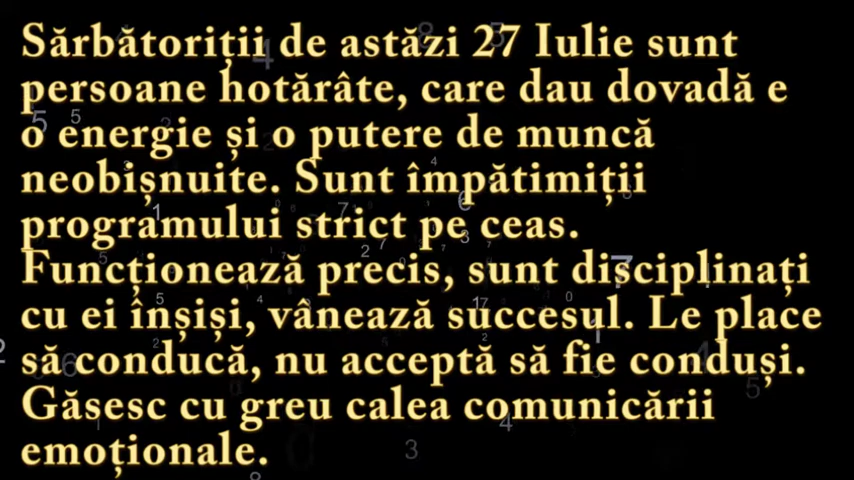 Sărbătoriții de astăzi 27 Iulie sunt
persoane hotărâte, care dau dovadă e
o energie și o putere de muncă
neobișnuite. Sunt împătimiții
programului strict pe ceas.
Funcționează precis, sunt disciplinați
cu ei înșiși, vânează succesul. Le place
să conducă, nu acceptă să fie conduși.
Găsesc cu greu calea comunicării
emoționale.